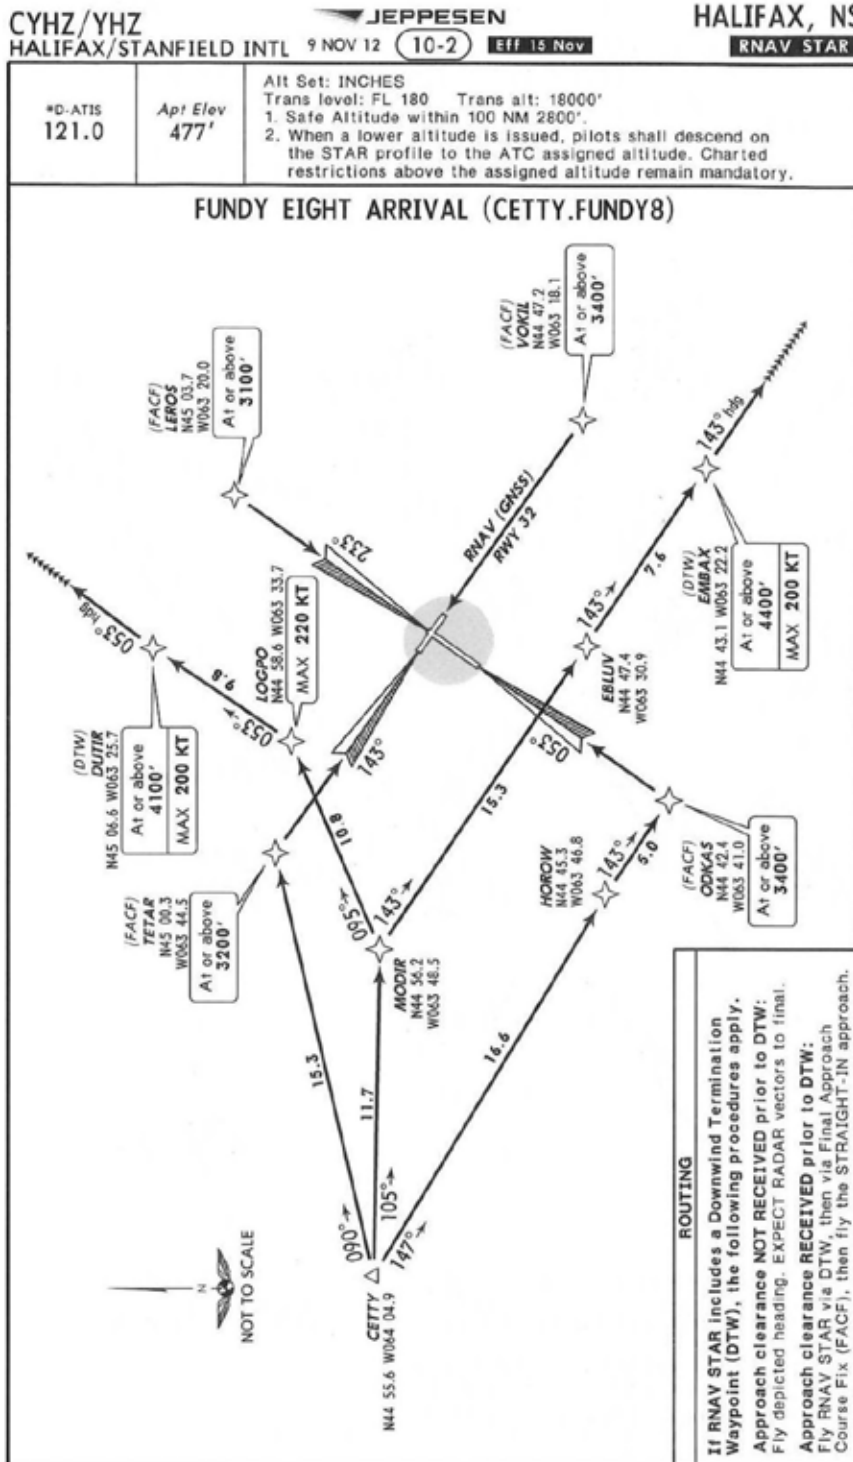 CYHZ/YHZ
HALIFAX/STANFIELD INTL
JEPPESEN
9 NOV 12
10-2
Eff 15 Nov
HALIFAX, NS
RNAV STAR
*D-ATIS
121.0
Apt Elev
477'
Alt Set: INCHES
Trans level: FL 180 Trans alt: 18000'
1. Safe Altitude within 100 NM 2800'.
2. When a lower altitude is issued, pilots shall descend on
the STAR profile to the ATC assigned altitude. Charted
restrictions above the assigned altitude remain mandatory.
FUNDY EIGHT ARRIVAL (CETTY.FUNDY8)
(FACF)
VOKIL
N44 47.2
W063 18.1
At or above
3400'
(FACF)
LEROS
N45 03.7
W063 20.0
At or above
3100'
143° hdg
RNAV (GNSS)
RWY 32
233°
053° hdg
7.6
(DTW)
EMBAX
N44 43.1 W063 22.2
At or above
4400'
MAX 200 KT
LOGPO
N44 58.6 W063 33.7
MAX 220 KT
143°
EBLUV
N44 47.4
W063 30.9
9.8
053°
(DTW)
DUTIR
N45 06.6 W063 25.7
At or above
4100'
MAX 200 KT
143°
053°
15.3
10.8
(FACF)
TETAR
N45 00.3
W063 44.5
At or above
3200'
095°
143°
HOROW
N44 45.3
W063 46.8
143°
5.0
(FACF)
ODKAS
N44 42.4
W063 41.0
At or above
3400'
MODIR
N44 56.2
W063 48.5
15.3
11.7
16.6
090°
105°
147°
CETTY
N44 55.6 W064 04.9
N
NOT TO SCALE
ROUTING
If RNAV STAR includes a Downwind Termination
Waypoint (DTW), the following procedures apply.
Approach clearance NOT RECEIVED prior to DTW:
Fly depicted heading. EXPECT RADAR vectors to final.
Approach clearance RECEIVED prior to DTW:
Fly RNAV STAR via DTW, then via Final Approach
Course Fix (FACF), then fly the STRAIGHT-IN approach.